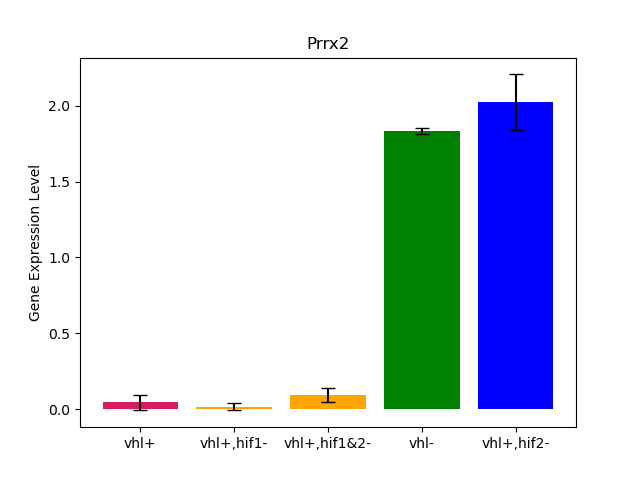 Prrx2
Gene Expression Level
2.0
1.5
1.0
0.5
0.0
vhl+
vhl+,hif1-
vhl+,hif1&2-
vhl-
vhl+,hif2-